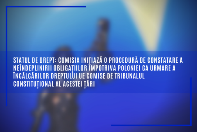 STATUL DE DREPT: COMISIA INIȚIAZĂ O PROCEDURĂ DE CONSTATARE A
NEÎNDEPLINIRII OBLIGAȚIILOR ÎMPOTRIVA POLONIEI CA URMARE A
ÎNCĂLCĂRILOR DREPTULUI UE COMISE DE TRIBUNALUL
CONSTITUȚIONAL AL ACESTEI ȚĂRI